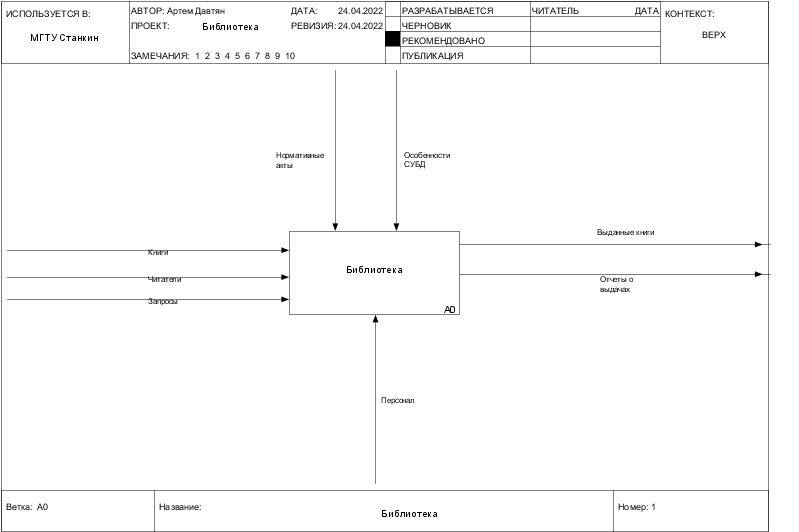 ИСПОЛЬЗУЕТСЯ В:
МГТУ Станкин
АВТОР: Артем Давтян
ДАТА: 24.04.2022
ПРОЕКТ: Библиотека
РЕВИЗИЯ: 24.04.2022
ЗАМЕЧАНИЯ: 1 2 3 4 5 6 7 8 9 10
РАЗРАБАТЫВАЕТСЯ
ЧЕРНОВИК
РЕКОМЕНДОВАНО
ПУБЛИКАЦИЯ
ЧИТАТЕЛЬ ДАТА
КОНТЕКСТ:
ВЕРХ
Нормативные
акты
Особенности
СУБД
Книги
Читатели
Запросы
Библиотека
A0
Выданные книги
Отчеты о
выдачах
Персонал
Ветка: A0
Название:
Библиотека
Номер: 1